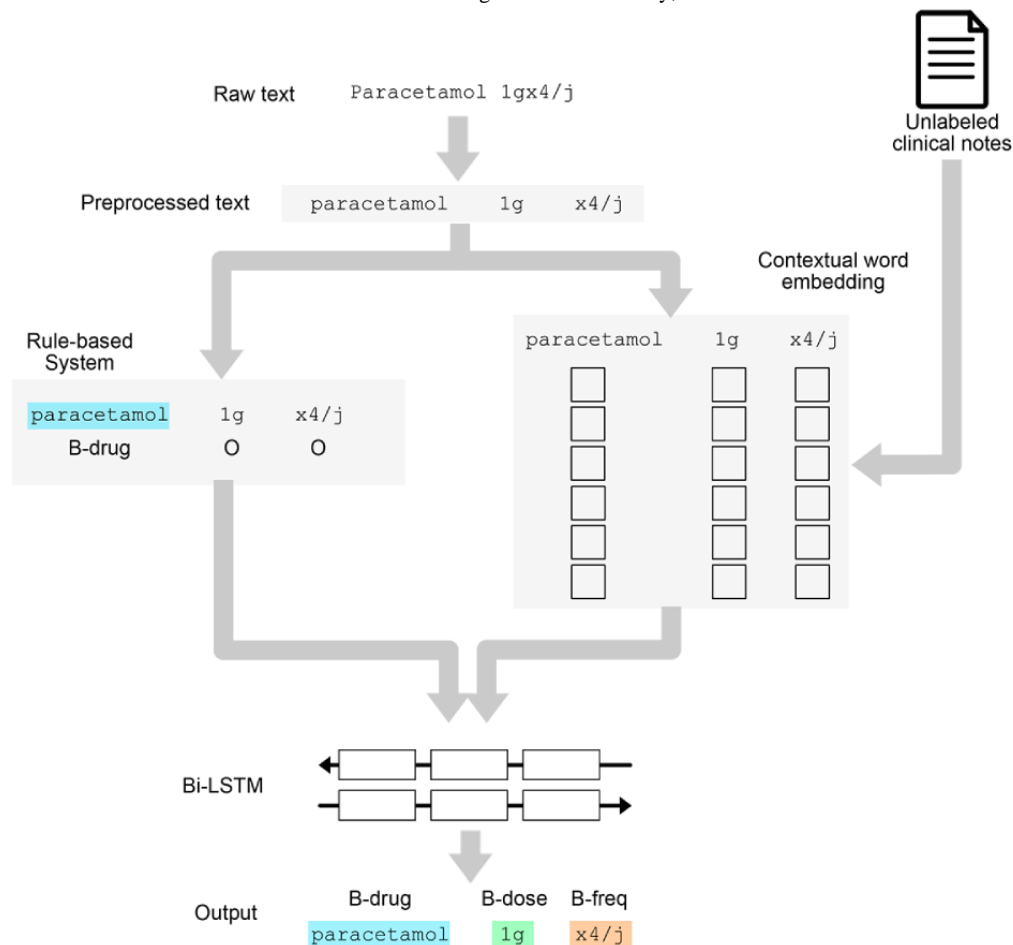 Unlabeled
clinical notes
Raw text Paracetamol 1gx4/j
Preprocessed text paracetamol 1g x4/j
Contextual word
embedding
paracetamol 1g x4/j
Rule-based
System
paracetamol 1g x4/j
B-drug O O
Bi-LSTM
B-drug B-dose B-freq
Output
paracetamol 1g x4/j